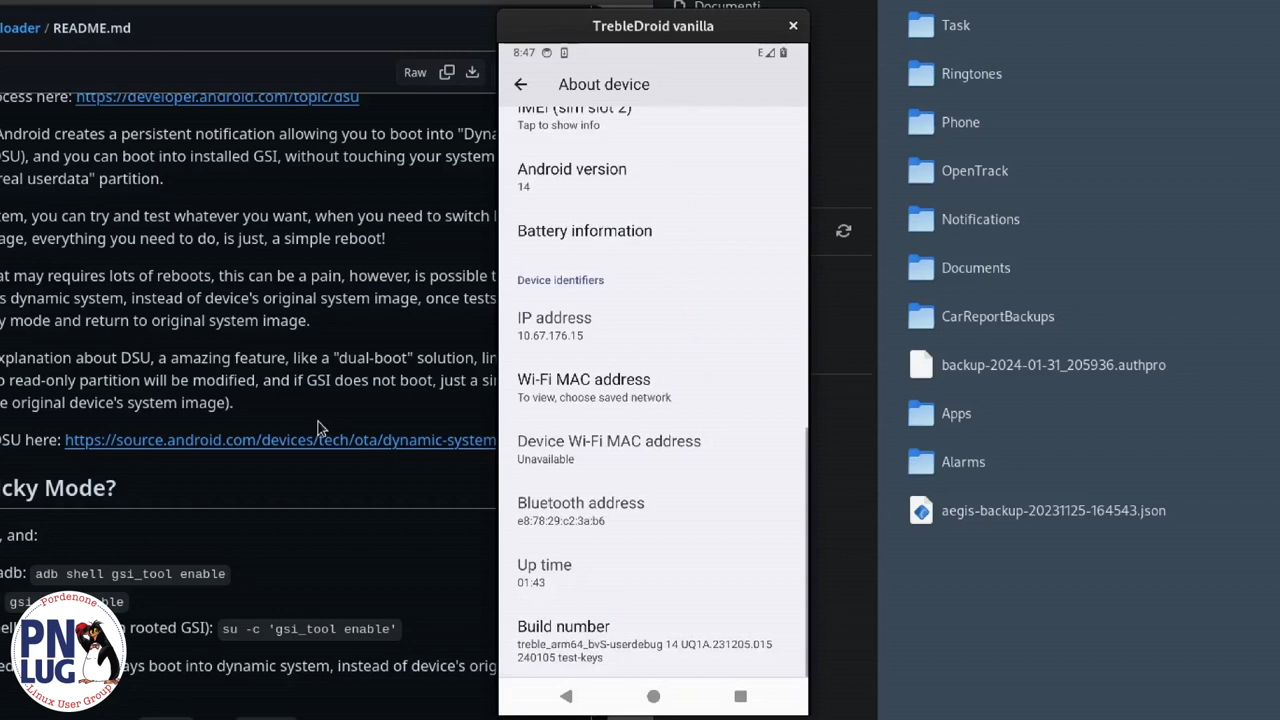 Documenti
oader / README.md
Raw
ocess here: https://developer.android.com/topic/dsu
Android creates a persistent notification allowing you to boot into "Dyna
SU), and you can boot into installed GSI, without touching your system
real userdata" partition.
tem, you can try and test whatever you want, when you need to switch
age, everything you need to do, is just, a simple reboot!
at may requires lots of reboots, this can be a pain, however, is possible t
s dynamic system, instead of device's original system image, once tests
y mode and return to original system image.
explanation about DSU, a amazing feature, like a "dual-boot" solution, lin
o read-only partition will be modified, and if GSI does not boot, just a si
e original device's system image).
DSU here: https://source.android.com/devices/tech/ota/dynamic-system
icky Mode?
, and:
adb: adb shell gsi_tool enable
gsi_ ble
n rooted GSI): su -c 'gsi_tool enable'
ays boot into dynamic system, instead of device's orig
Pordenone
PN
LUG
Linux User Group
TrebleDroid vanilla
8:47
E
About device
IMEI (sim slot 2)
Tap to show info
Android version
14
Battery information
Device identifiers
IP address
10.67.176.15
Wi-Fi MAC address
To view, choose saved network
Device Wi-Fi MAC address
Unavailable
Bluetooth address
e8:78:29:c2:3a:b6
Up time
01:43
Build number
treble_arm64_bvS-userdebug 14 UQ1A.231205.015
240105 test-keys
Task
Ringtones
Phone
OpenTrack
Notifications
Documents
CarReportBackups
backup-2024-01-31_205936.authpro
Apps
Alarms
aegis-backup-20231125-164543.json